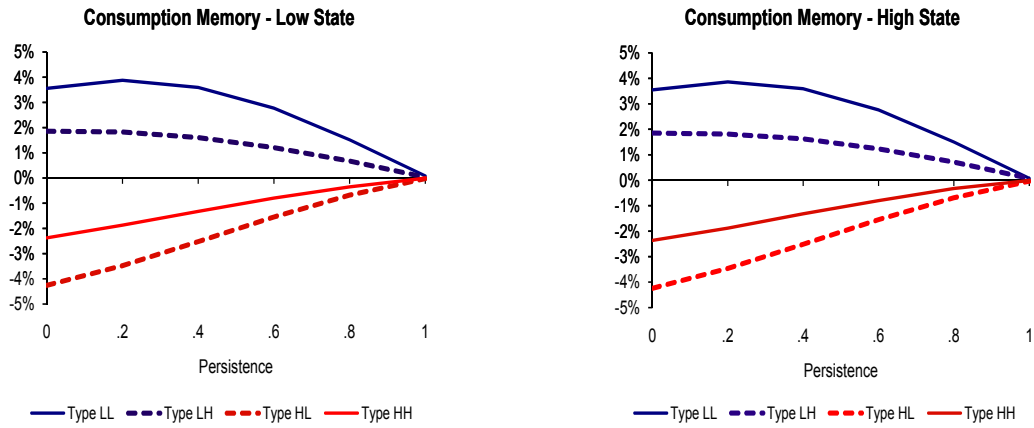 Consumption Memory - Low State
5%
4%
3%
2%
1%
0%
-1%
-2%
-3%
-4%
-5%
0 .2 .4 .6 .8 1
Persistence
Type LL Type LH Type HL Type HH
Consumption Memory - High State
5%
4%
3%
2%
1%
0%
-1%
-2%
-3%
-4%
-5%
0 .2 .4 .6 .8 1
Persistence
Type LL Type LH Type HL Type HH